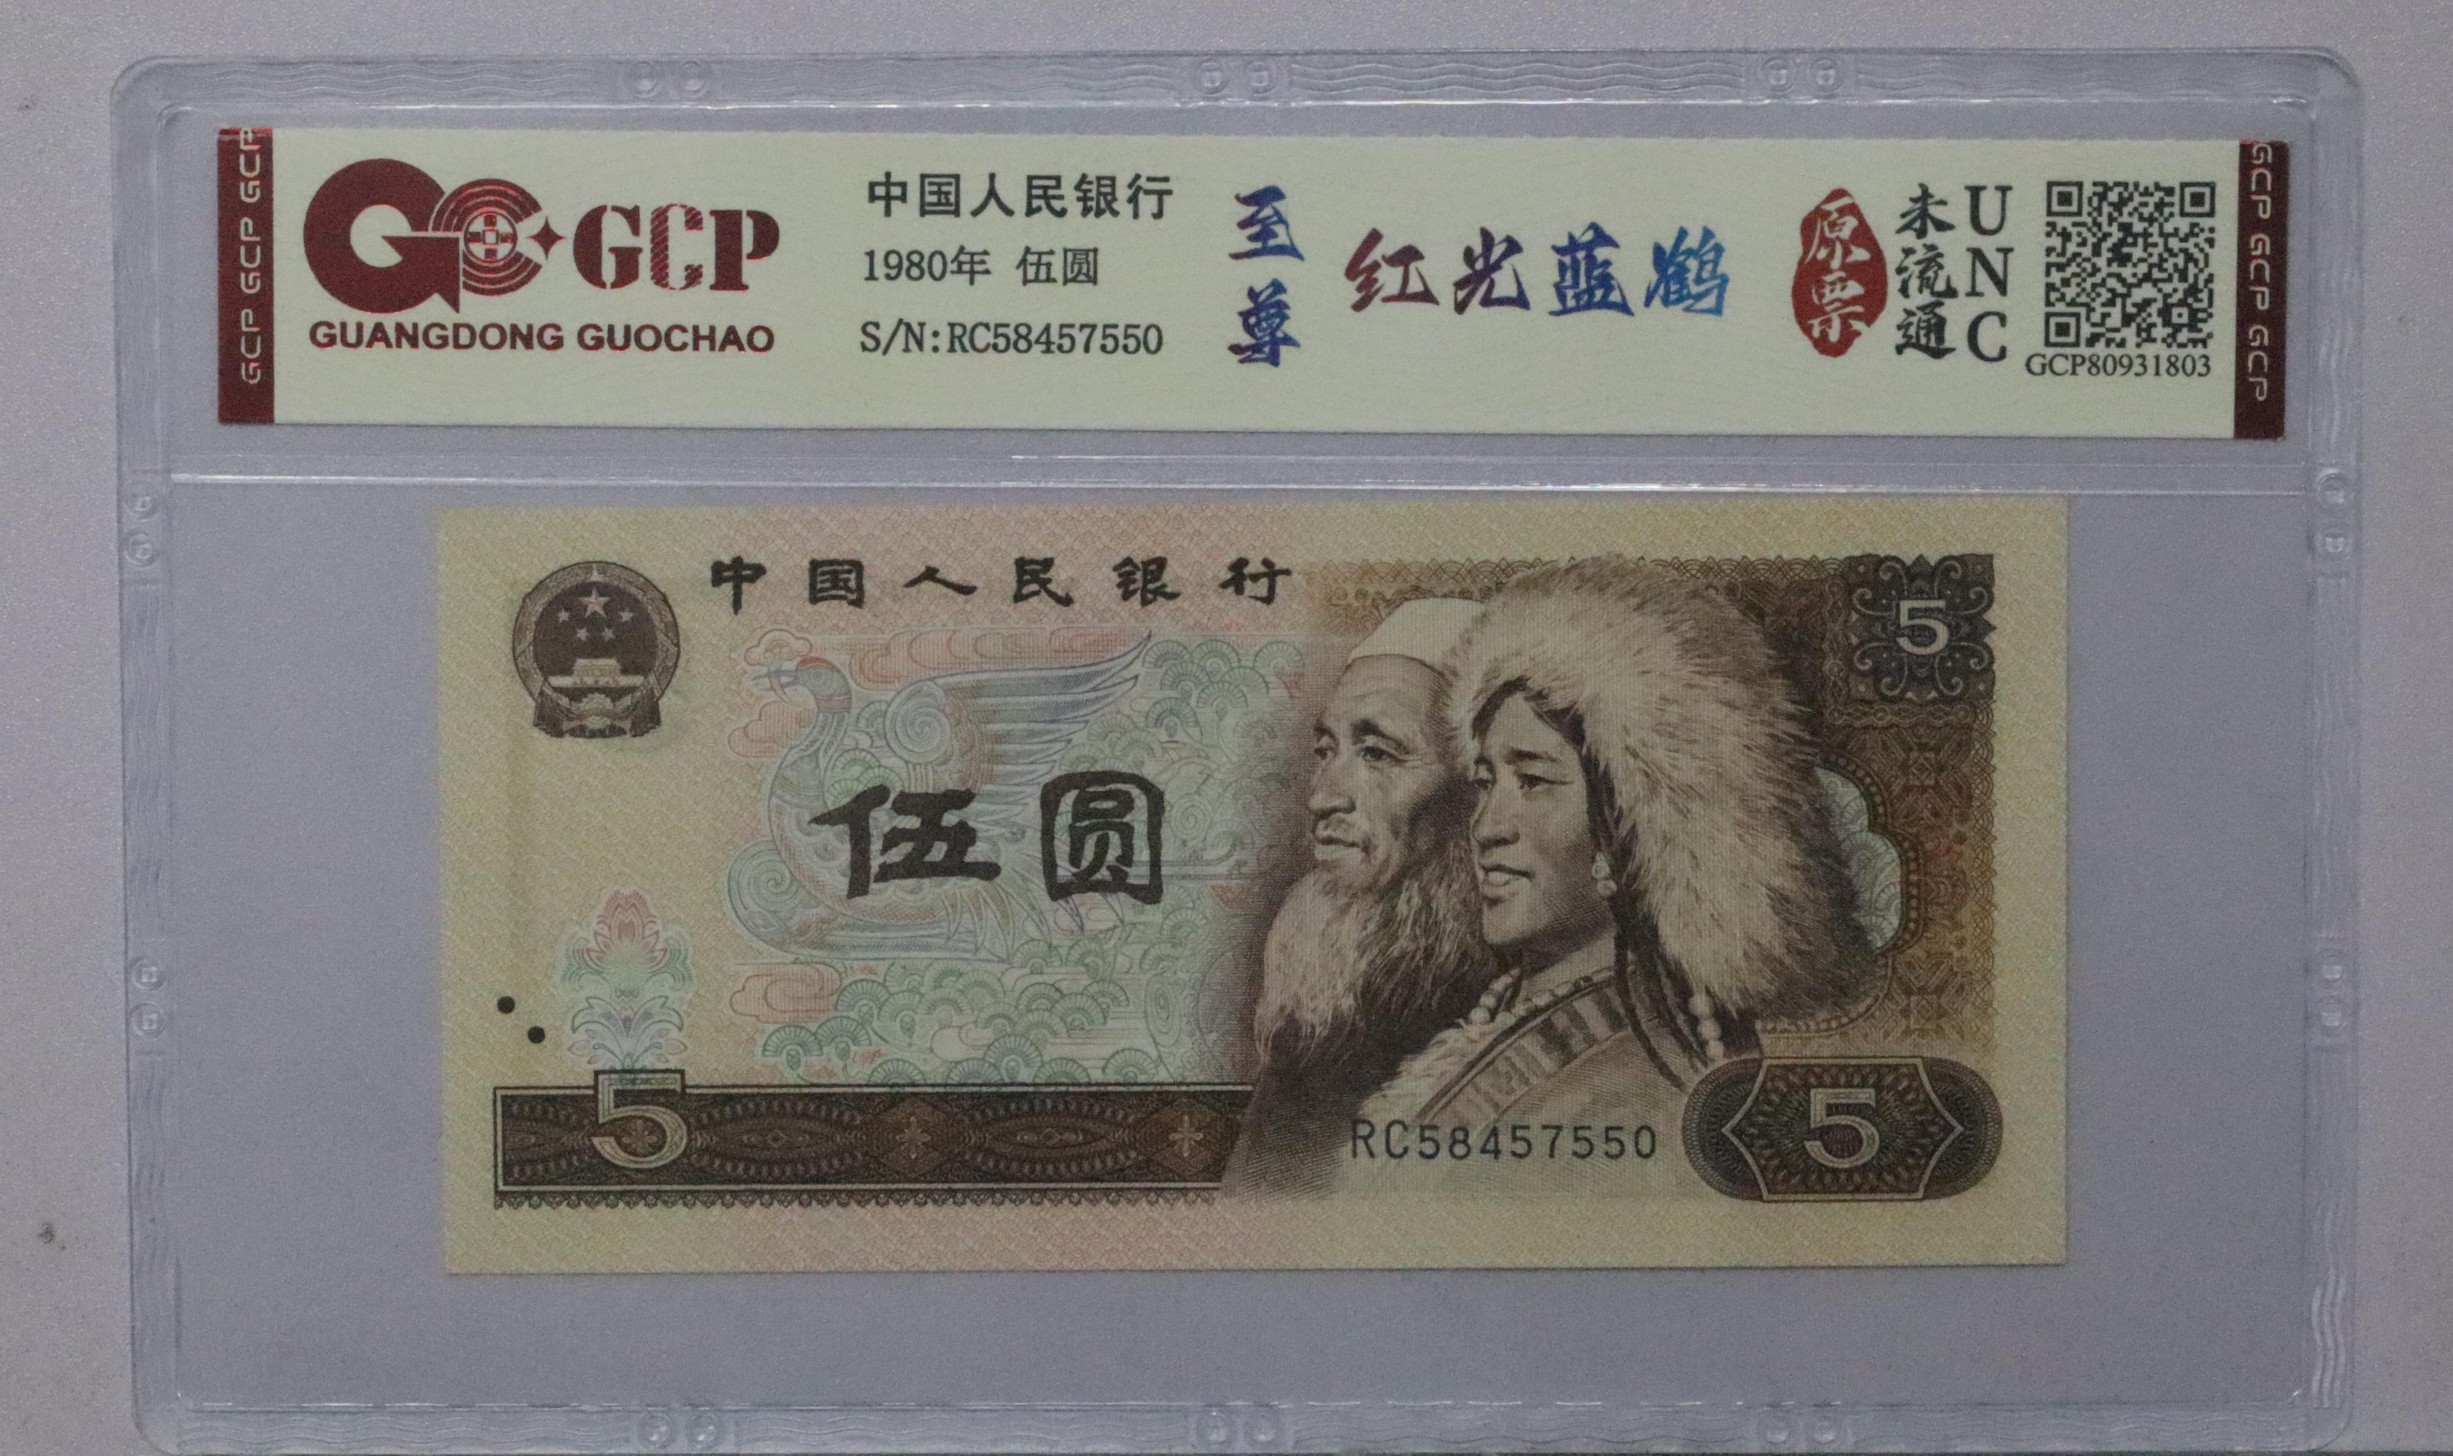 GCP GCP GCP
GCP
GUANGDONG GUOCHAO
中国人民银行
1980年 伍圆
S/N:RC58457550
至尊
红光蓝鹤
原票
未流通
UNC
GCP80931803
GCP GCP GCP
中国人民银行
5
伍圆
5
RC58457550
5